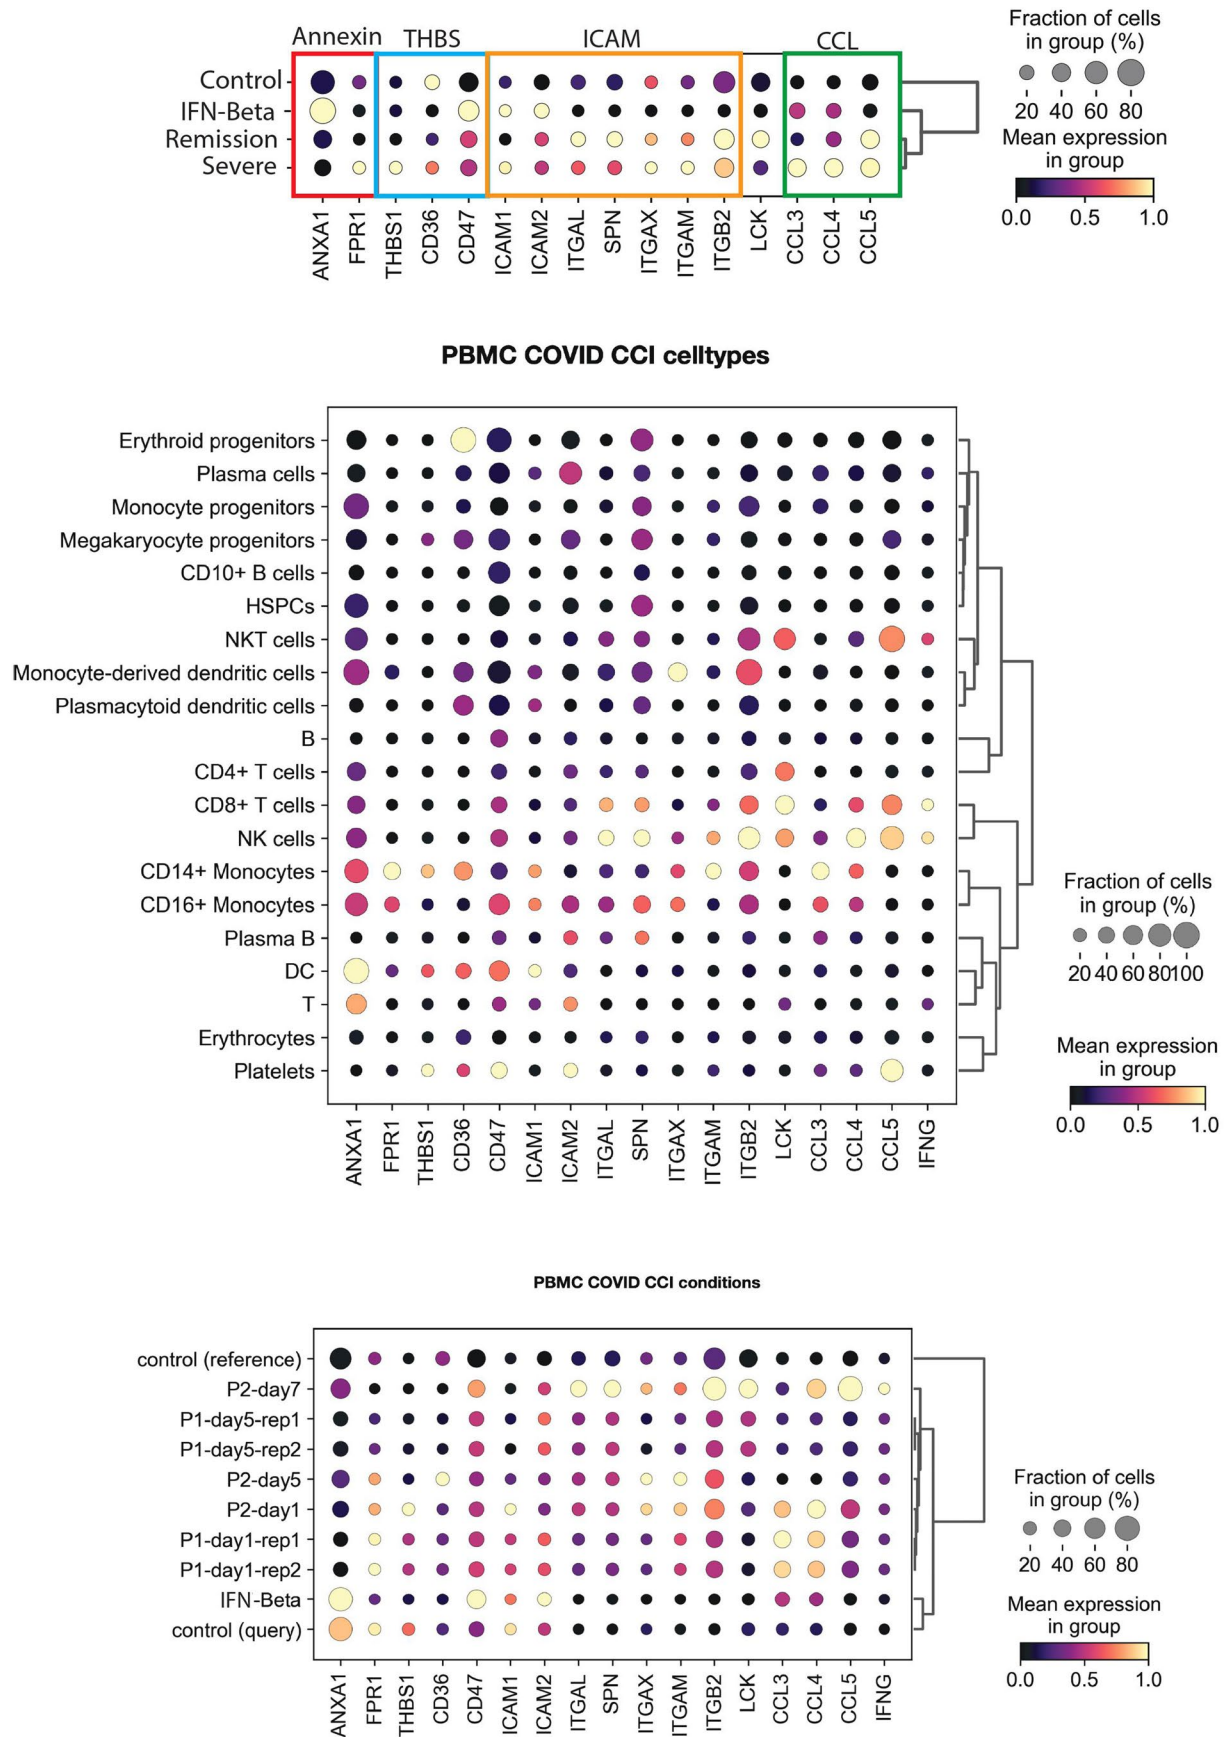 Annexin THBS ICAM CCL
Control
IFN-Beta
Remission
Severe
ANXA1 FPR1 THBS1 CD36 CD47 ICAM1 ICAM2 ITGAL SPN ITGAX ITGAM ITGB2 LCK CCL3 CCL4 CCL5
Fraction of cells
in group (%)
20 40 60 80
Mean expression
in group
0.0 0.5 1.0
PBMC COVID CCI celltypes
Erythroid progenitors
Plasma cells
Monocyte progenitors
Megakaryocyte progenitors
CD10+ B cells
HSPCs
NKT cells
Monocyte-derived dendritic cells
Plasmacytoid dendritic cells
B
CD4+ T cells
CD8+ T cells
NK cells
CD14+ Monocytes
CD16+ Monocytes
Plasma B
DC
T
Erythrocytes
Platelets
ANXA1 FPR1 THBS1 CD36 CD47 ICAM1 ICAM2 ITGAL SPN ITGAX ITGAM ITGB2 LCK CCL3 CCL4 CCL5 IFNG
Fraction of cells
in group (%)
20 40 60 80100
Mean expression
in group
0.0 0.5 1.0
PBMC COVID CCI conditions
control (reference)
P2-day7
P1-day5-rep1
P1-day5-rep2
P2-day5
P2-day1
P1-day1-rep1
P1-day1-rep2
IFN-Beta
control (query)
ANXA1 FPR1 THBS1 CD36 CD47 ICAM1 ICAM2 ITGAL SPN ITGAX ITGAM ITGB2 LCK CCL3 CCL4 CCL5 IFNG
Fraction of cells
in group (%)
20 40 60 80
Mean expression
in group
0.0 0.5 1.0